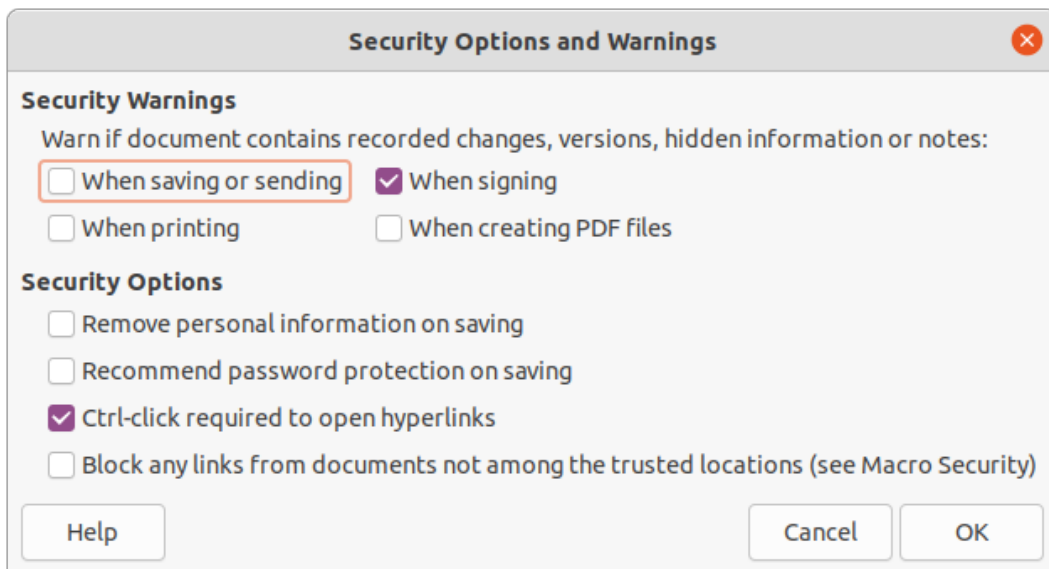 Security Options and Warnings
Security Warnings
Warn if document contains recorded changes, versions, hidden information or notes:
When saving or sending When signing
When printing When creating PDF files
Security Options
Remove personal information on saving
Recommend password protection on saving
Ctrl-click required to open hyperlinks
Block any links from documents not among the trusted locations (see Macro Security)
Help Cancel OK